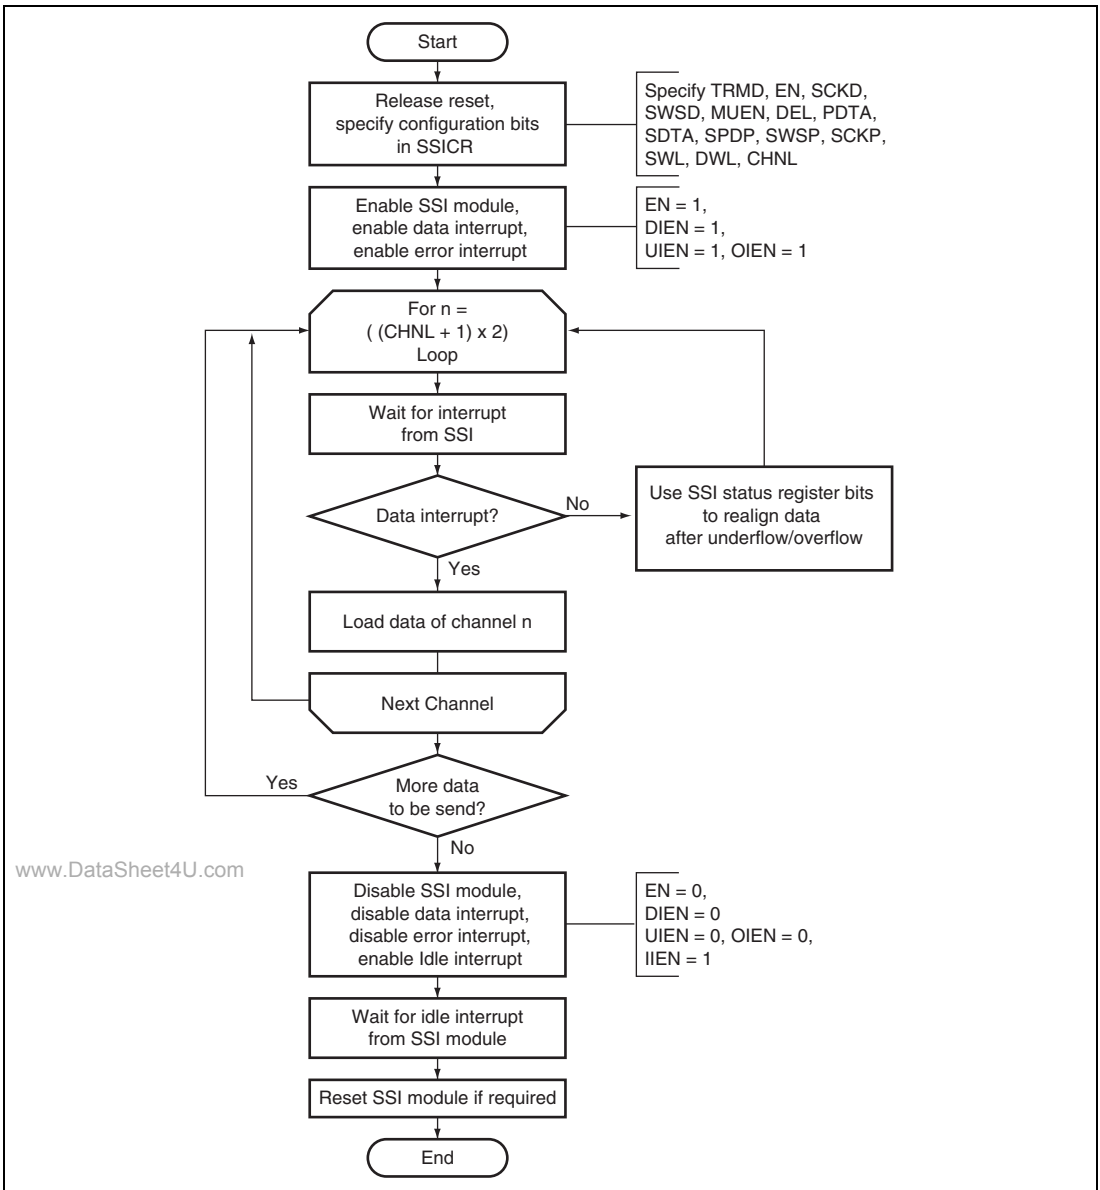 Start
Release reset,
specify configuration bits
in SSICR
Specify TRMD, EN, SCKD,
SWSD, MUEN, DEL, PDTA,
SDTA, SPDP, SWSP, SCKP,
SWL, DWL, CHNL
Enable SSI module,
enable data interrupt,
enable error interrupt
EN = 1,
DIEN = 1,
UIEN = 1, OIEN = 1
For n =
( (CHNL + 1) x 2)
Loop
Wait for interrupt
from SSI
Data interrupt?
No
Use SSI status register bits
to realign data
after underflow/overflow
Yes
Load data of channel n
Next Channel
Yes
More data
to be send?
No
www.DataSheet4U.com
Disable SSI module,
disable data interrupt,
disable error interrupt,
enable Idle interrupt
EN = 0,
DIEN = 0
UIEN = 0, OIEN = 0,
IIEN = 1
Wait for idle interrupt
from SSI module
Reset SSI module if required
End